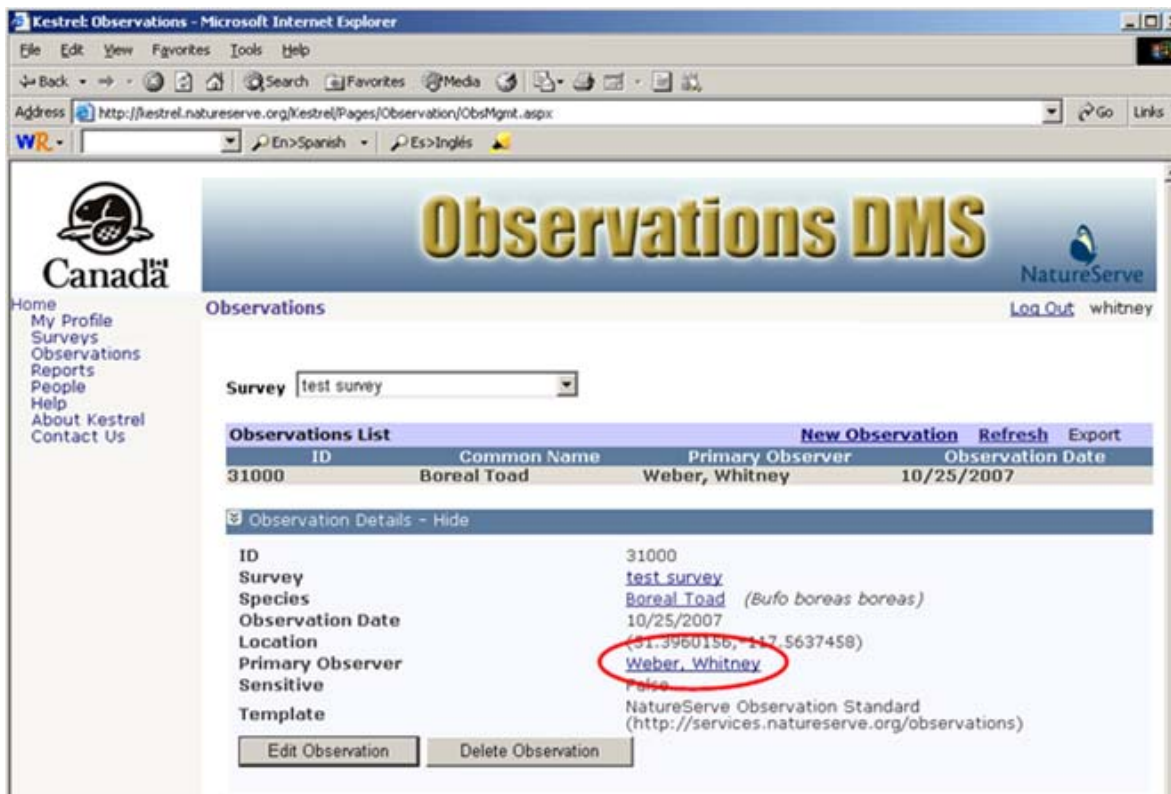 Kestrel: Observations - Microsoft Internet Explorer
File Edit View Favorites Tools Help
Back Search Favorites Media
Address http://kestrel.natureserve.org/Kestrel/Pages/Observation/ObsMgmt.aspx Go Links
WR En>Spanish Es>Inglés
Observations DMS
Canada
NatureServe
Home
My Profile
Surveys
Observations
Reports
People
Help
About Kestrel
Contact Us
Observations Log Out whitney
Survey test survey
Observations List New Observation Refresh Export
ID Common Name Primary Observer Observation Date
31000 Boreal Toad Weber, Whitney 10/25/2007
Observation Details - Hide
ID 31000
Survey test survey
Species Boreal Toad (Bufo boreas boreas)
Observation Date 10/25/2007
Location (51.3960156,-117.5637458)
Primary Observer Weber, Whitney
Sensitive False
Template NatureServe Observation Standard
(http://services.natureserve.org/observations)
Edit Observation Delete Observation